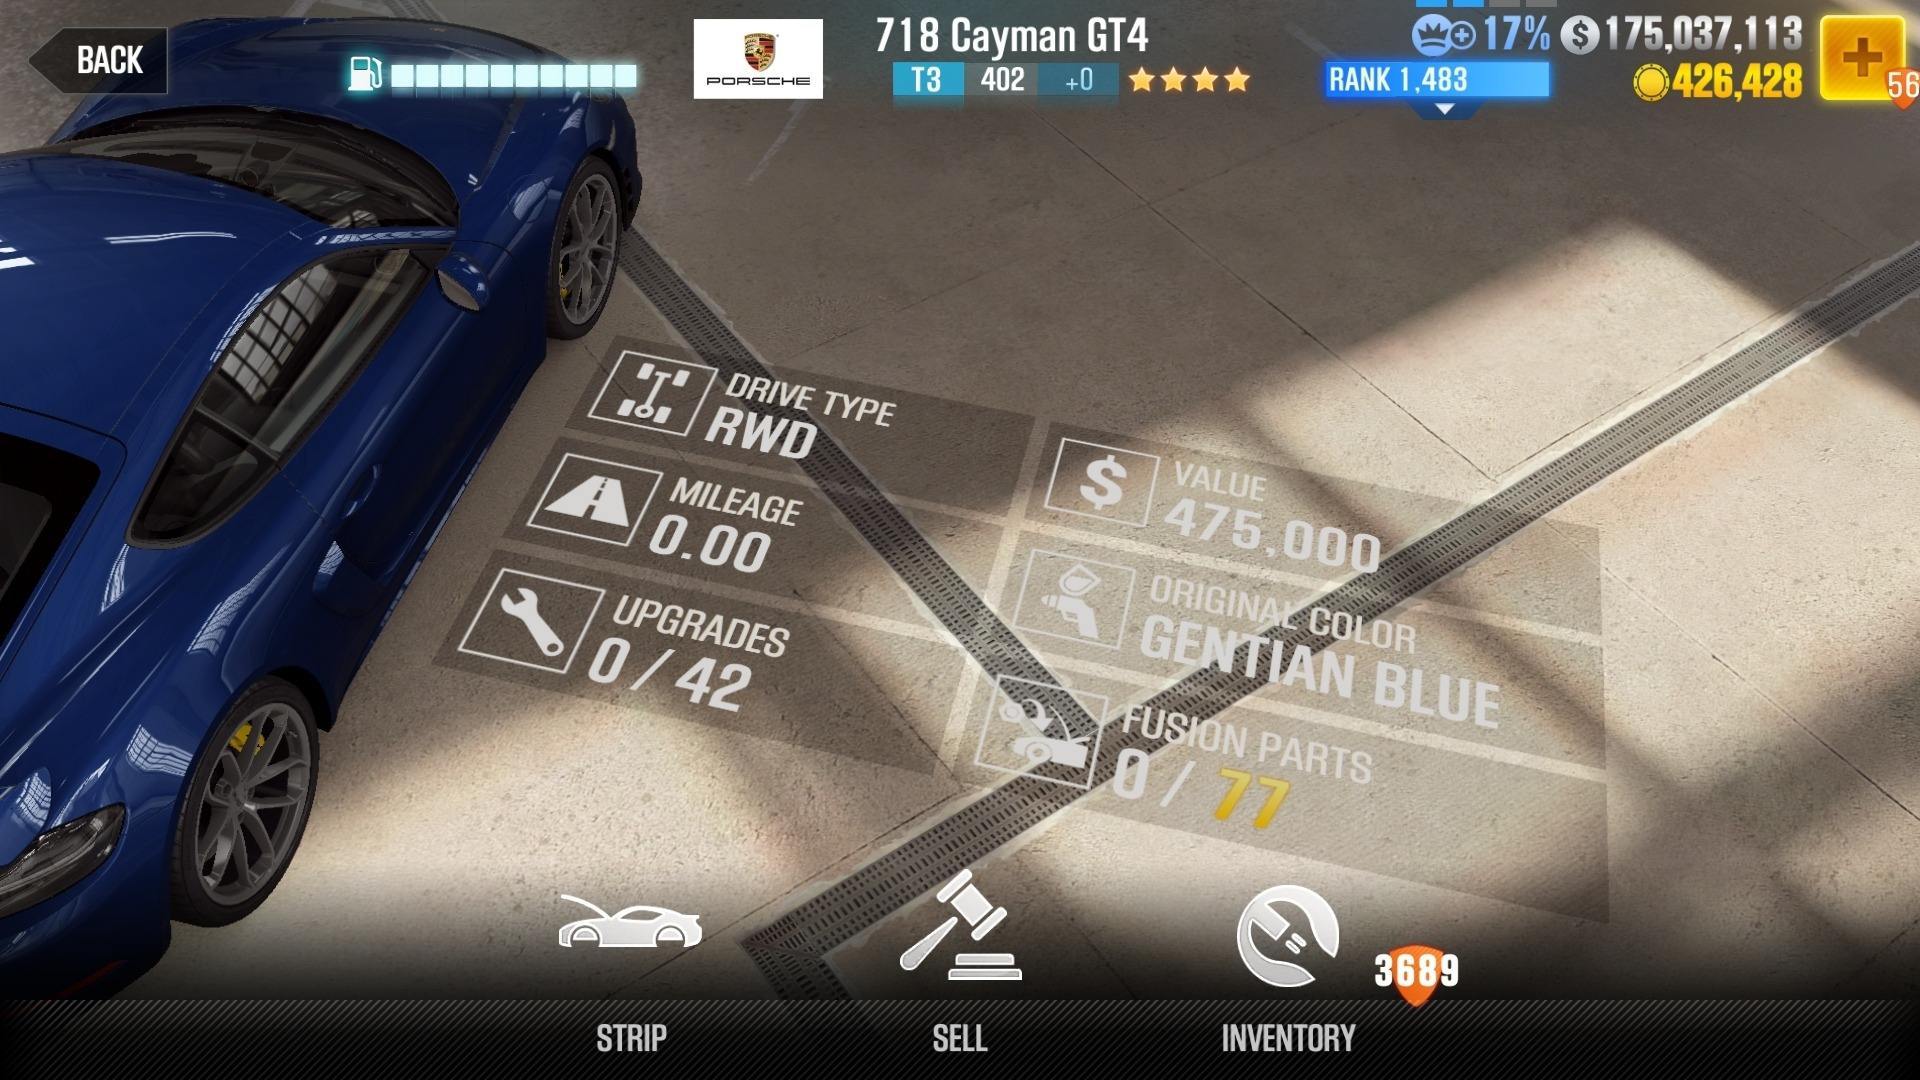 BACK
PORSCHE
718 Cayman GT4
T3 402 +0
17%
RANK 1,483
$ 175,037,113
426,428
56
DRIVE TYPE
RWD
MILEAGE
0.00
UPGRADES
0 / 42
$ VALUE
475,000
ORIGINAL COLOR
GENTIAN BLUE
FUSION PARTS
0 / 77
3689
STRIP
SELL
INVENTORY